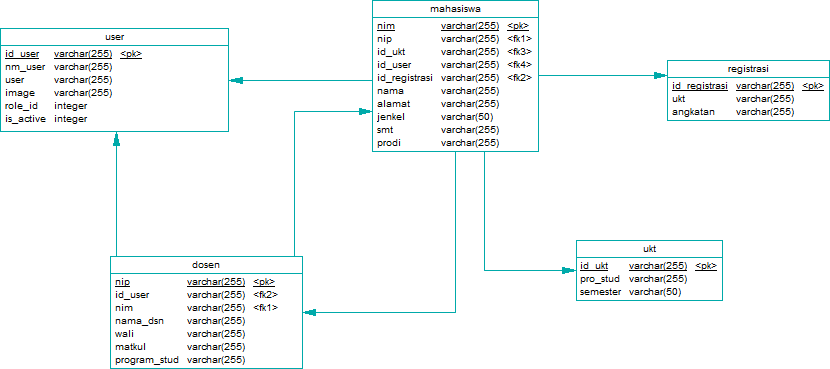 mahasiswa
nim varchar(255) <pk>
nip varchar(255) <fk1>
id_ukt varchar(255) <fk3>
id_user varchar(255) <fk4>
id_registrasi varchar(255) <fk2>
nama varchar(255)
alamat varchar(255)
jenkel varchar(50)
smt varchar(255)
prodi varchar(255)
user
id_user varchar(255) <pk>
nm_user varchar(255)
user varchar(255)
image varchar(255)
role_id integer
is_active integer
registrasi
id_registrasi varchar(255) <pk>
ukt varchar(255)
angkatan varchar(255)
dosen
nip varchar(255) <pk>
id_user varchar(255) <fk2>
nim varchar(255) <fk1>
nama_dsn varchar(255)
wali varchar(255)
matkul varchar(255)
program_stud varchar(255)
ukt
id_ukt varchar(255) <pk>
pro_stud varchar(255)
semester varchar(50)